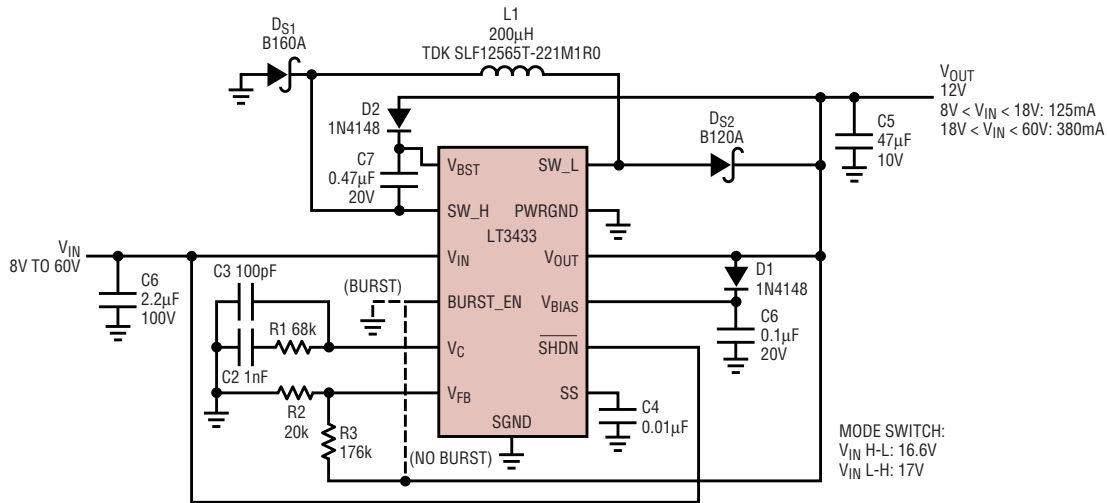 L1
200µH
TDK SLF12565T-221M1R0
DS1
B160A
D2
1N4148
C7
0.47µF
20V
DS2
B120A
VOUT
12V
8V < VIN < 18V: 125mA
18V < VIN < 60V: 380mA
C5
47µF
10V
VBST
SW_L
SW_H
PWRGND
LT3433
VIN
VOUT
BURST_EN
VBIAS
VC
SHDN
VFB
SS
SGND
VIN
8V TO 60V
C6
2.2µF
100V
C3 100pF
(BURST)
R1 68k
C2 1nF
R2
20k
R3
176k
(NO BURST)
D1
1N4148
C6
0.1µF
20V
C4
0.01µF
MODE SWITCH:
VIN H-L: 16.6V
VIN L-H: 17V